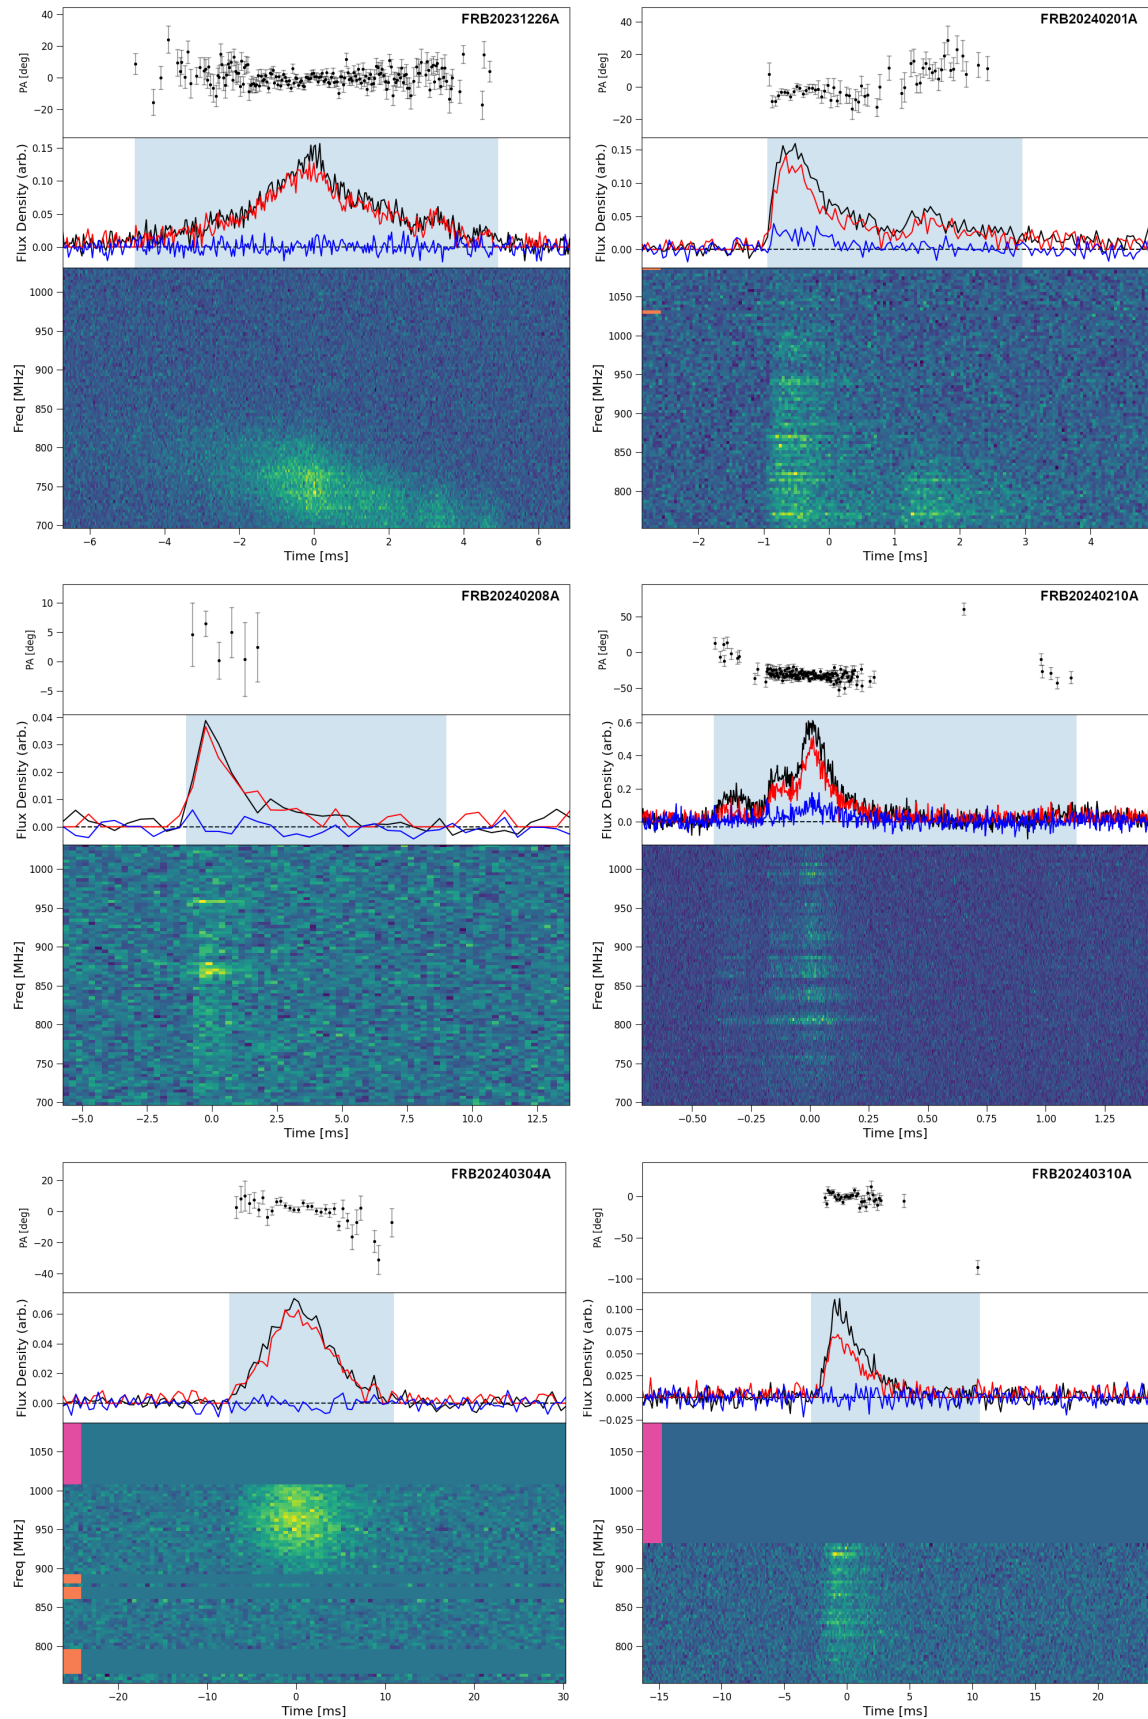 FRB20231226A
PA [deg]
40
20
0
−20
Flux Density (arb.)
0.15
0.10
0.05
0.00
Freq [MHz]
1000
950
900
850
800
750
700
−6 −4 −2 0 2 4 6
Time [ms]
FRB20240201A
PA [deg]
40
20
0
−20
Flux Density (arb.)
0.15
0.10
0.05
0.00
Freq [MHz]
1050
1000
950
900
850
800
−2 −1 0 1 2 3 4
Time [ms]
FRB20240208A
PA [deg]
10
5
0
−5
Flux Density (arb.)
0.04
0.03
0.02
0.01
0.00
Freq [MHz]
1000
950
900
850
800
750
700
−5.0 −2.5 0.0 2.5 5.0 7.5 10.0 12.5
Time [ms]
FRB20240210A
PA [deg]
50
0
−50
Flux Density (arb.)
0.6
0.4
0.2
0.0
Freq [MHz]
1000
950
900
850
800
750
700
−0.50 −0.25 0.00 0.25 0.50 0.75 1.00 1.25
Time [ms]
FRB20240304A
PA [deg]
20
0
−20
−40
Flux Density (arb.)
0.06
0.04
0.02
0.00
Freq [MHz]
1050
1000
950
900
850
800
−20 −10 0 10 20 30
Time [ms]
FRB20240310A
PA [deg]
0
−50
−100
Flux Density (arb.)
0.100
0.075
0.050
0.025
0.000
−0.025
Freq [MHz]
1050
1000
950
900
850
800
−15 −10 −5 0 5 10 15 20
Time [ms]